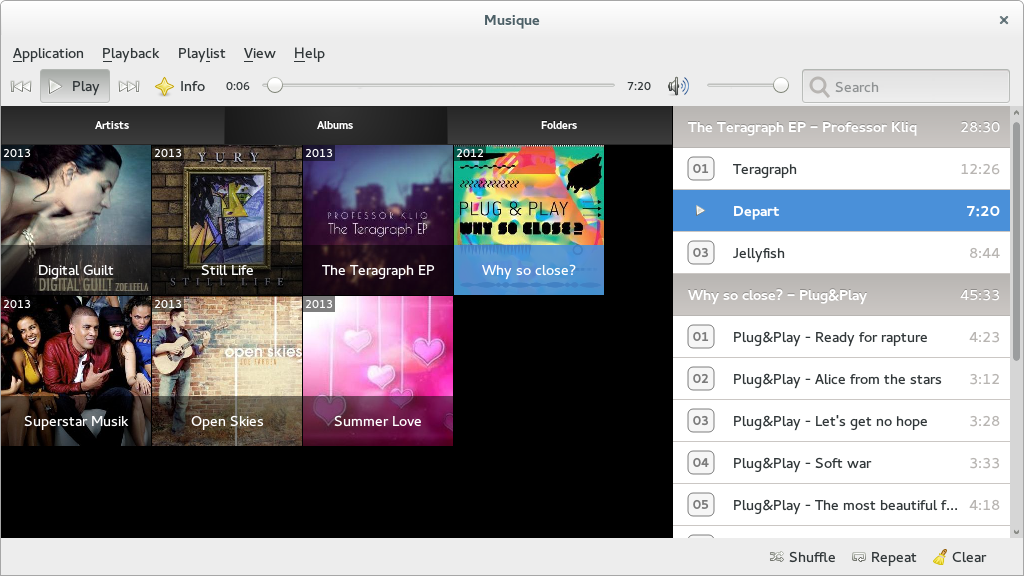 Musique
Application Playback Playlist View Help
Play Info 0:06 7:20 Search
Artists Albums Folders
2013
Digital Guilt
DIGITAL GUILT ZOE.LEELA
2013
YURY
Still Life
STILL LIFE
2013
PROFESSOR KLIQ
The Teragraph EP
The Teragraph EP
2012
PLUG & PLAY
WHY SO CLOSE?
Why so close?
2013
Superstar Musik
2013
open skies
Open Skies
2013
Summer Love
The Teragraph EP – Professor Kliq 28:30
01 Teragraph 12:26
Depart 7:20
03 Jellyfish 8:44
Why so close? – Plug&Play 45:33
01 Plug&Play - Ready for rapture 4:23
02 Plug&Play - Alice from the stars 3:12
03 Plug&Play - Let's get no hope 3:28
04 Plug&Play - Soft war 3:33
05 Plug&Play - The most beautiful f... 4:18
Shuffle Repeat Clear